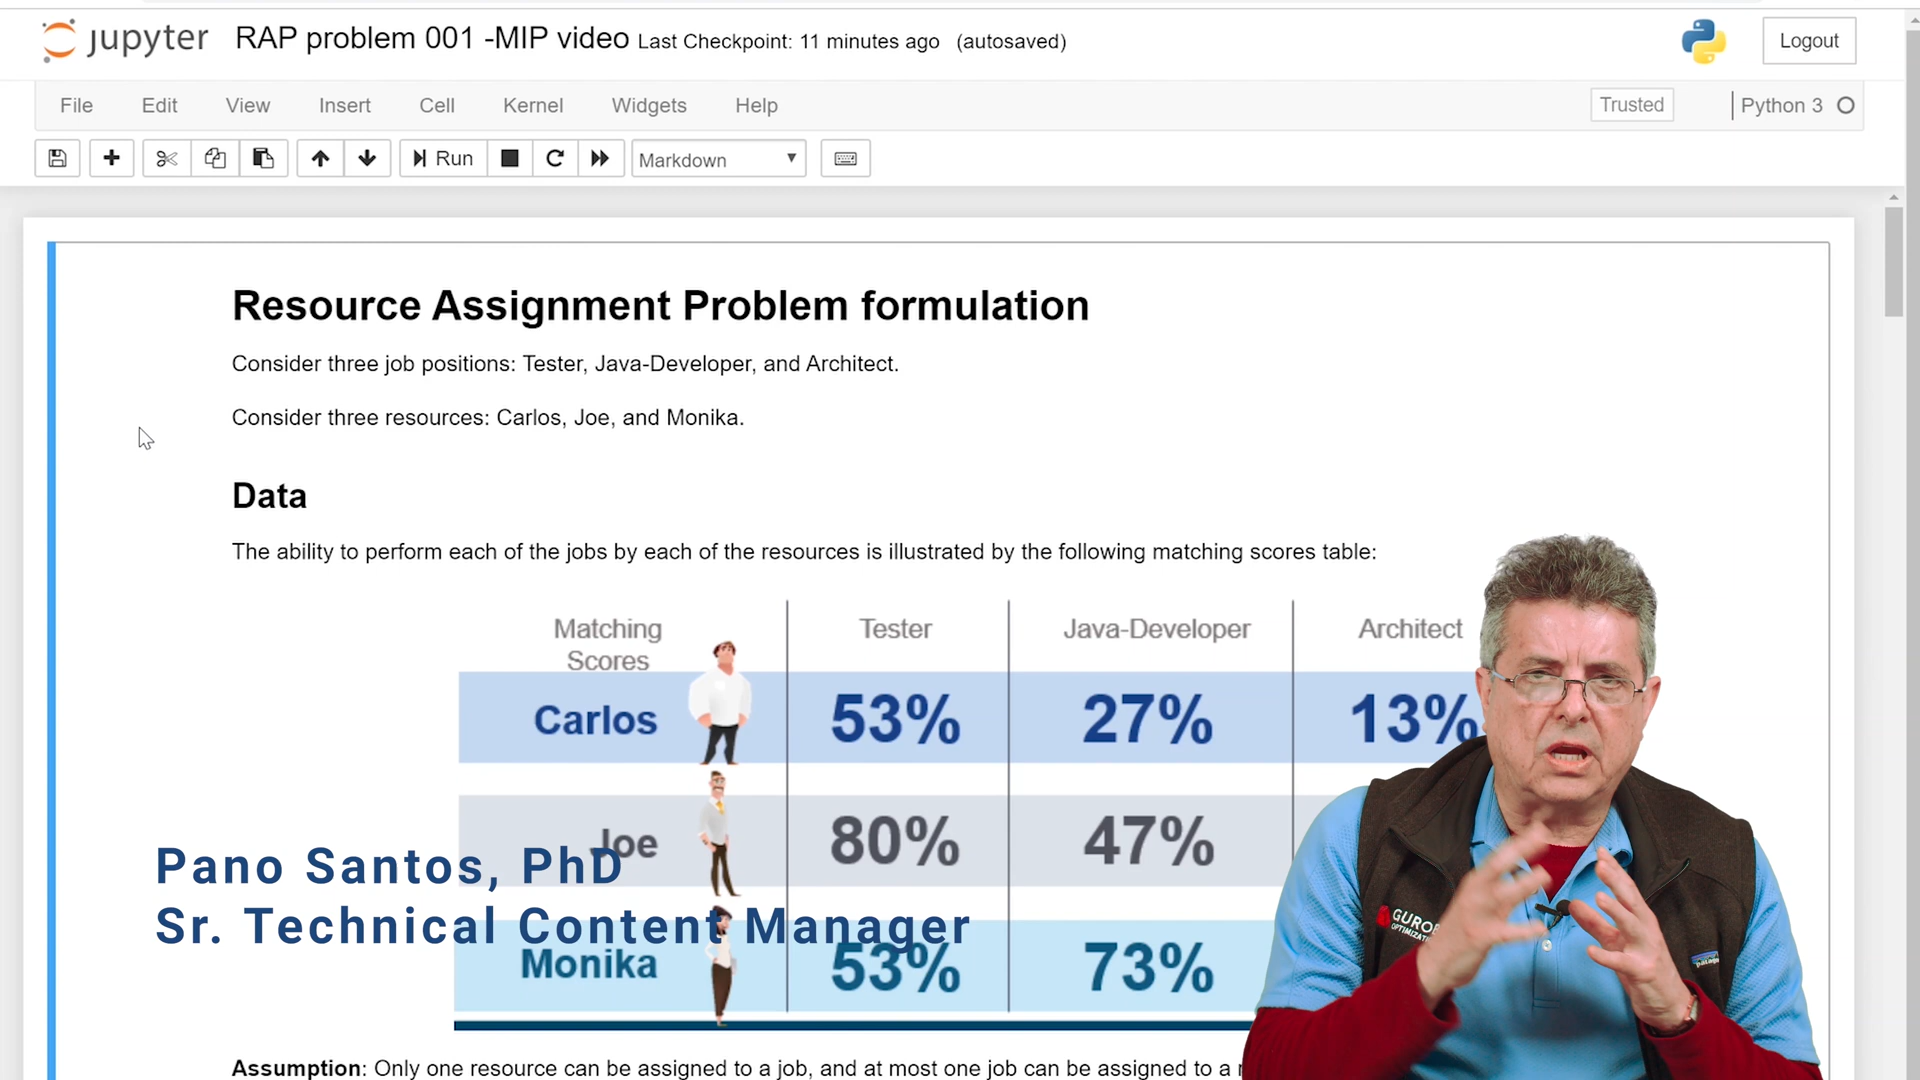 jupyter RAP problem 001 -MIP video Last Checkpoint: 11 minutes ago (autosaved)
Logout
File Edit View Insert Cell Kernel Widgets Help
Trusted Python 3
Run Markdown
Resource Assignment Problem formulation
Consider three job positions: Tester, Java-Developer, and Architect.
Consider three resources: Carlos, Joe, and Monika.
Data
The ability to perform each of the jobs by each of the resources is illustrated by the following matching scores table:
Matching Scores Tester Java-Developer Architect
Carlos 53% 27% 13%
Joe 80% 47%
Pano Santos, PhD
Sr. Technical Content Manager
Monika 53% 73%
Assumption: Only one resource can be assigned to a job, and at most one job can be assigned to a